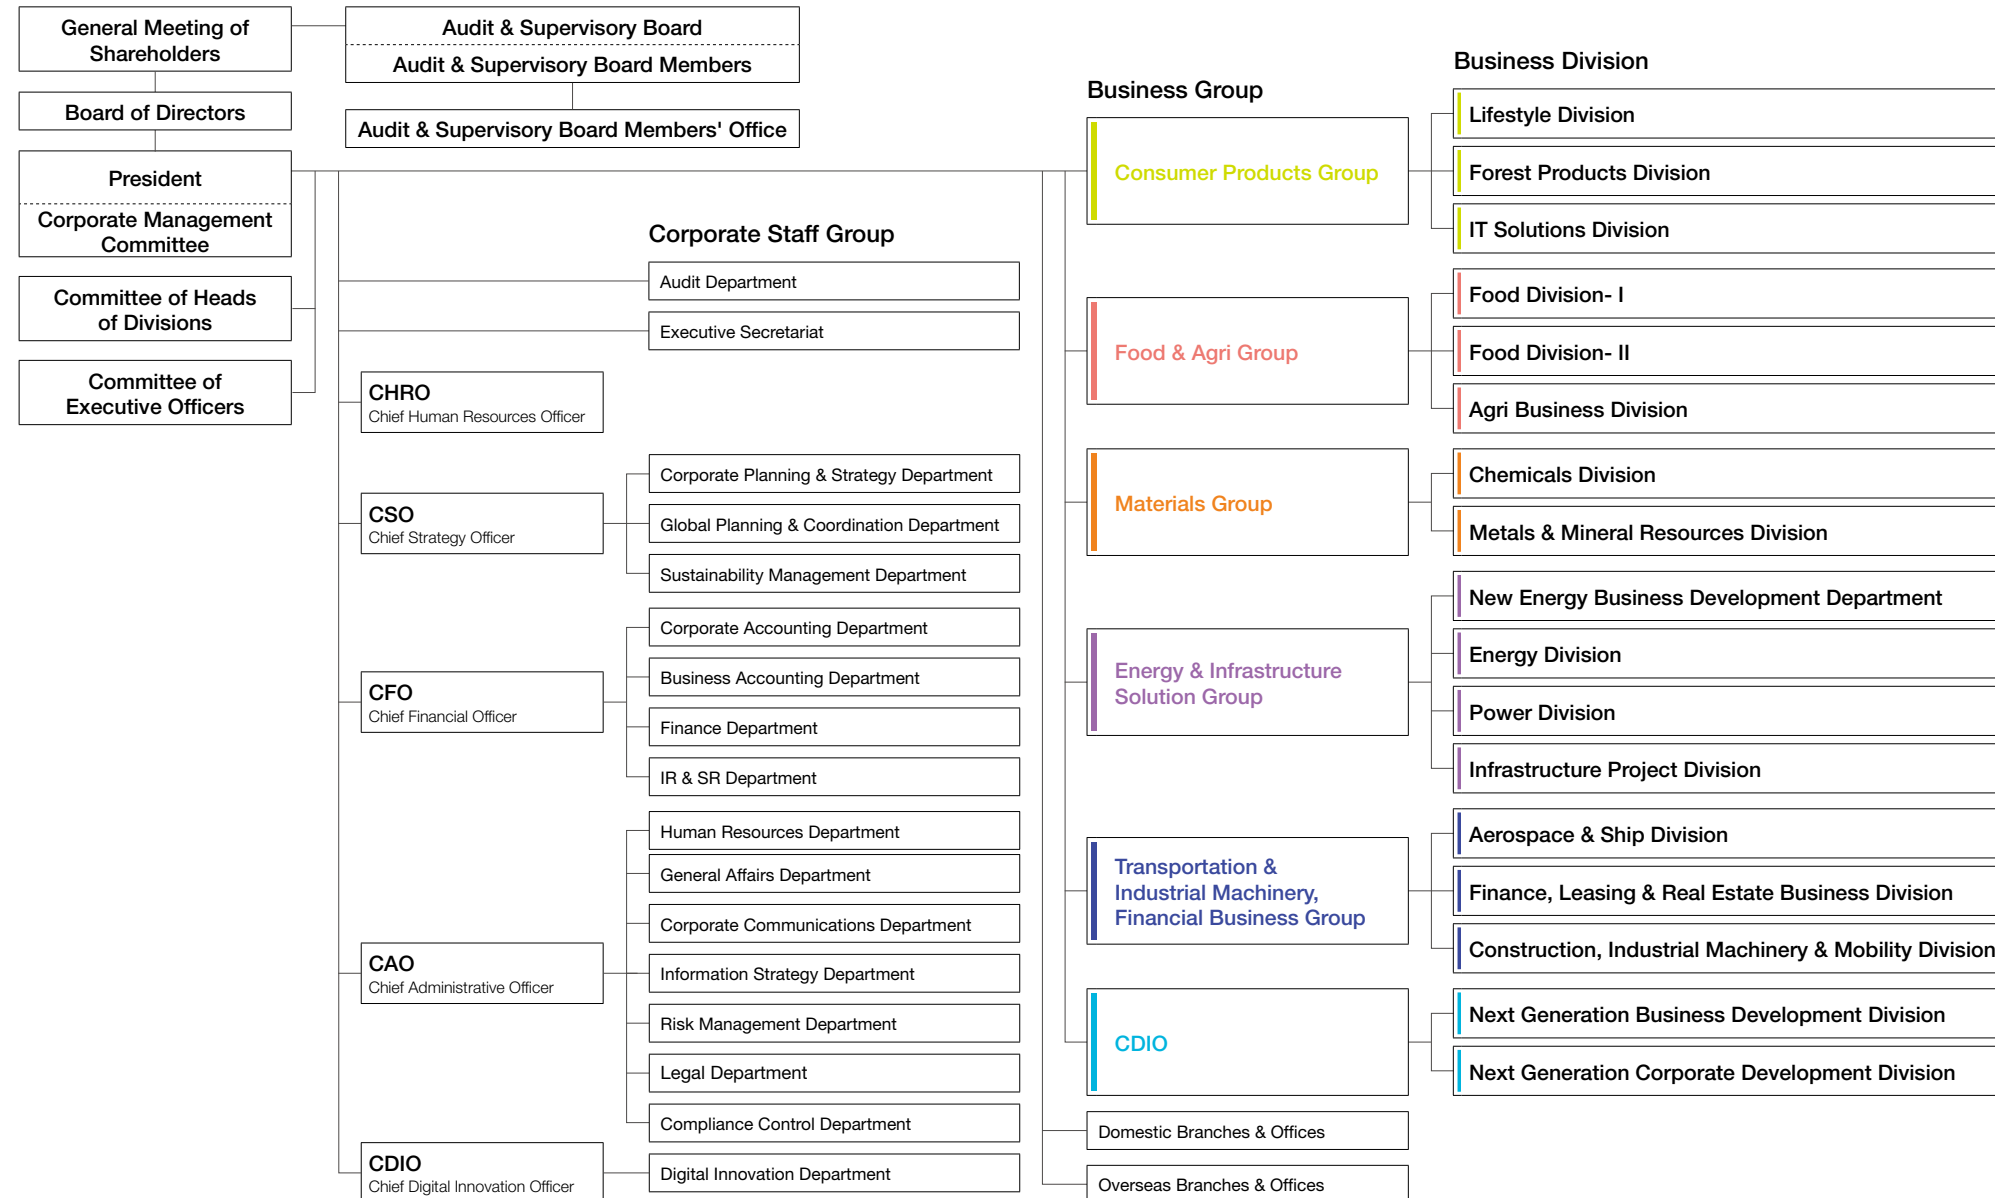 General Meeting of
Shareholders
Board of Directors
President
Corporate Management
Committee
Committee of Heads
of Divisions
Committee of
Executive Officers
Audit & Supervisory Board
Audit & Supervisory Board Members
Audit & Supervisory Board Members' Office
Corporate Staff Group
Audit Department
Executive Secretariat
CHRO
Chief Human Resources Officer
CSO
Chief Strategy Officer
Corporate Planning & Strategy Department
Global Planning & Coordination Department
Sustainability Management Department
CFO
Chief Financial Officer
Corporate Accounting Department
Business Accounting Department
Finance Department
IR & SR Department
CAO
Chief Administrative Officer
Human Resources Department
General Affairs Department
Corporate Communications Department
Information Strategy Department
Risk Management Department
Legal Department
Compliance Control Department
CDIO
Chief Digital Innovation Officer
Digital Innovation Department
Business Group
Business Division
Consumer Products Group
Lifestyle Division
Forest Products Division
IT Solutions Division
Food & Agri Group
Food Division- I
Food Division- II
Agri Business Division
Materials Group
Chemicals Division
Metals & Mineral Resources Division
Energy & Infrastructure
Solution Group
New Energy Business Development Department
Energy Division
Power Division
Infrastructure Project Division
Transportation &
Industrial Machinery,
Financial Business Group
Aerospace & Ship Division
Finance, Leasing & Real Estate Business Division
Construction, Industrial Machinery & Mobility Division
CDIO
Next Generation Business Development Division
Next Generation Corporate Development Division
Domestic Branches & Offices
Overseas Branches & Offices